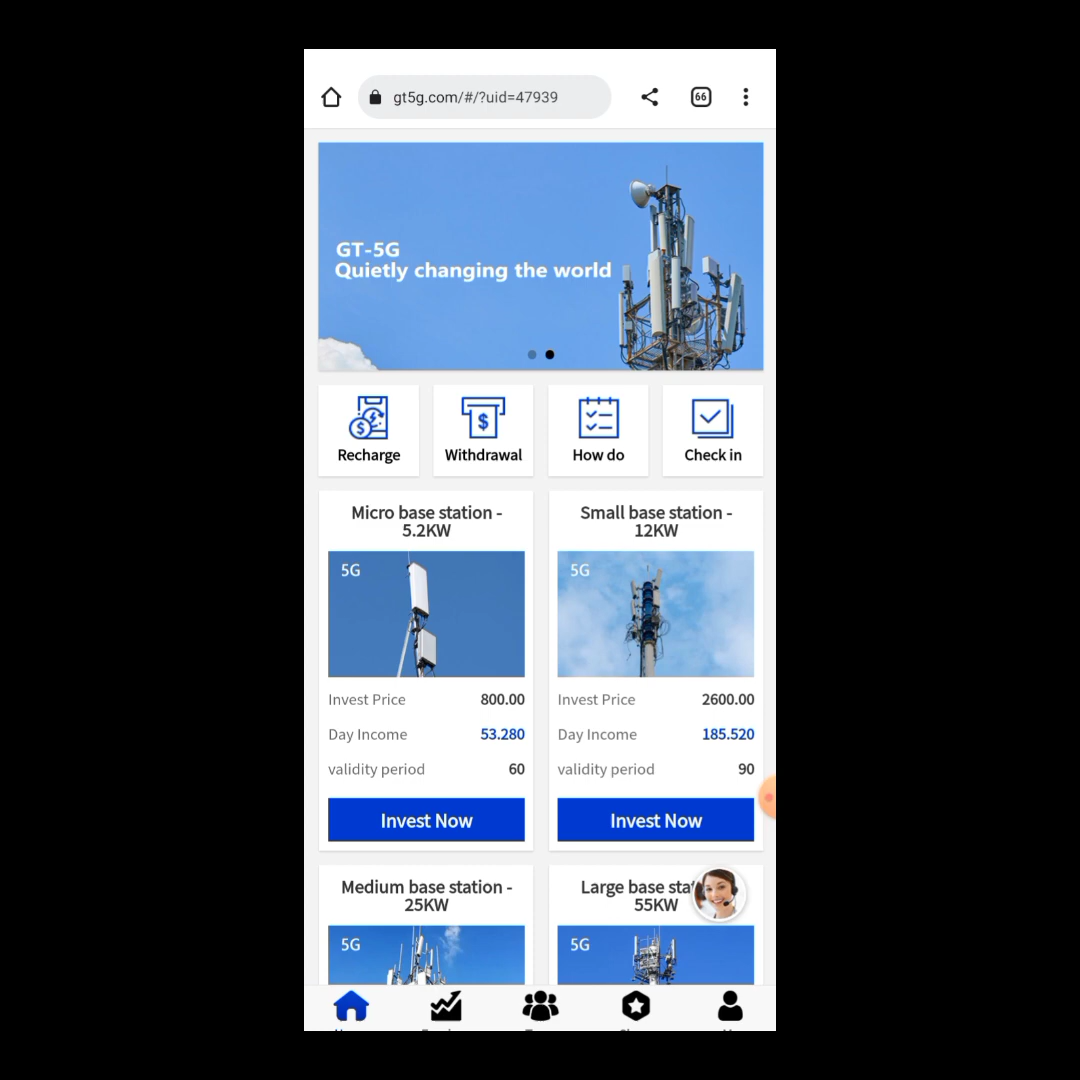 gt5g.com/#/?uid=47939
66
GT-5G
Quietly changing the world
Recharge
Withdrawal
How do
Check in
Micro base station -
5.2KW
5G
Invest Price 800.00
Day Income 53.280
validity period 60
Invest Now
Small base station -
12KW
5G
Invest Price 2600.00
Day Income 185.520
validity period 90
Invest Now
Medium base station -
25KW
5G
Large base
55KW
5G